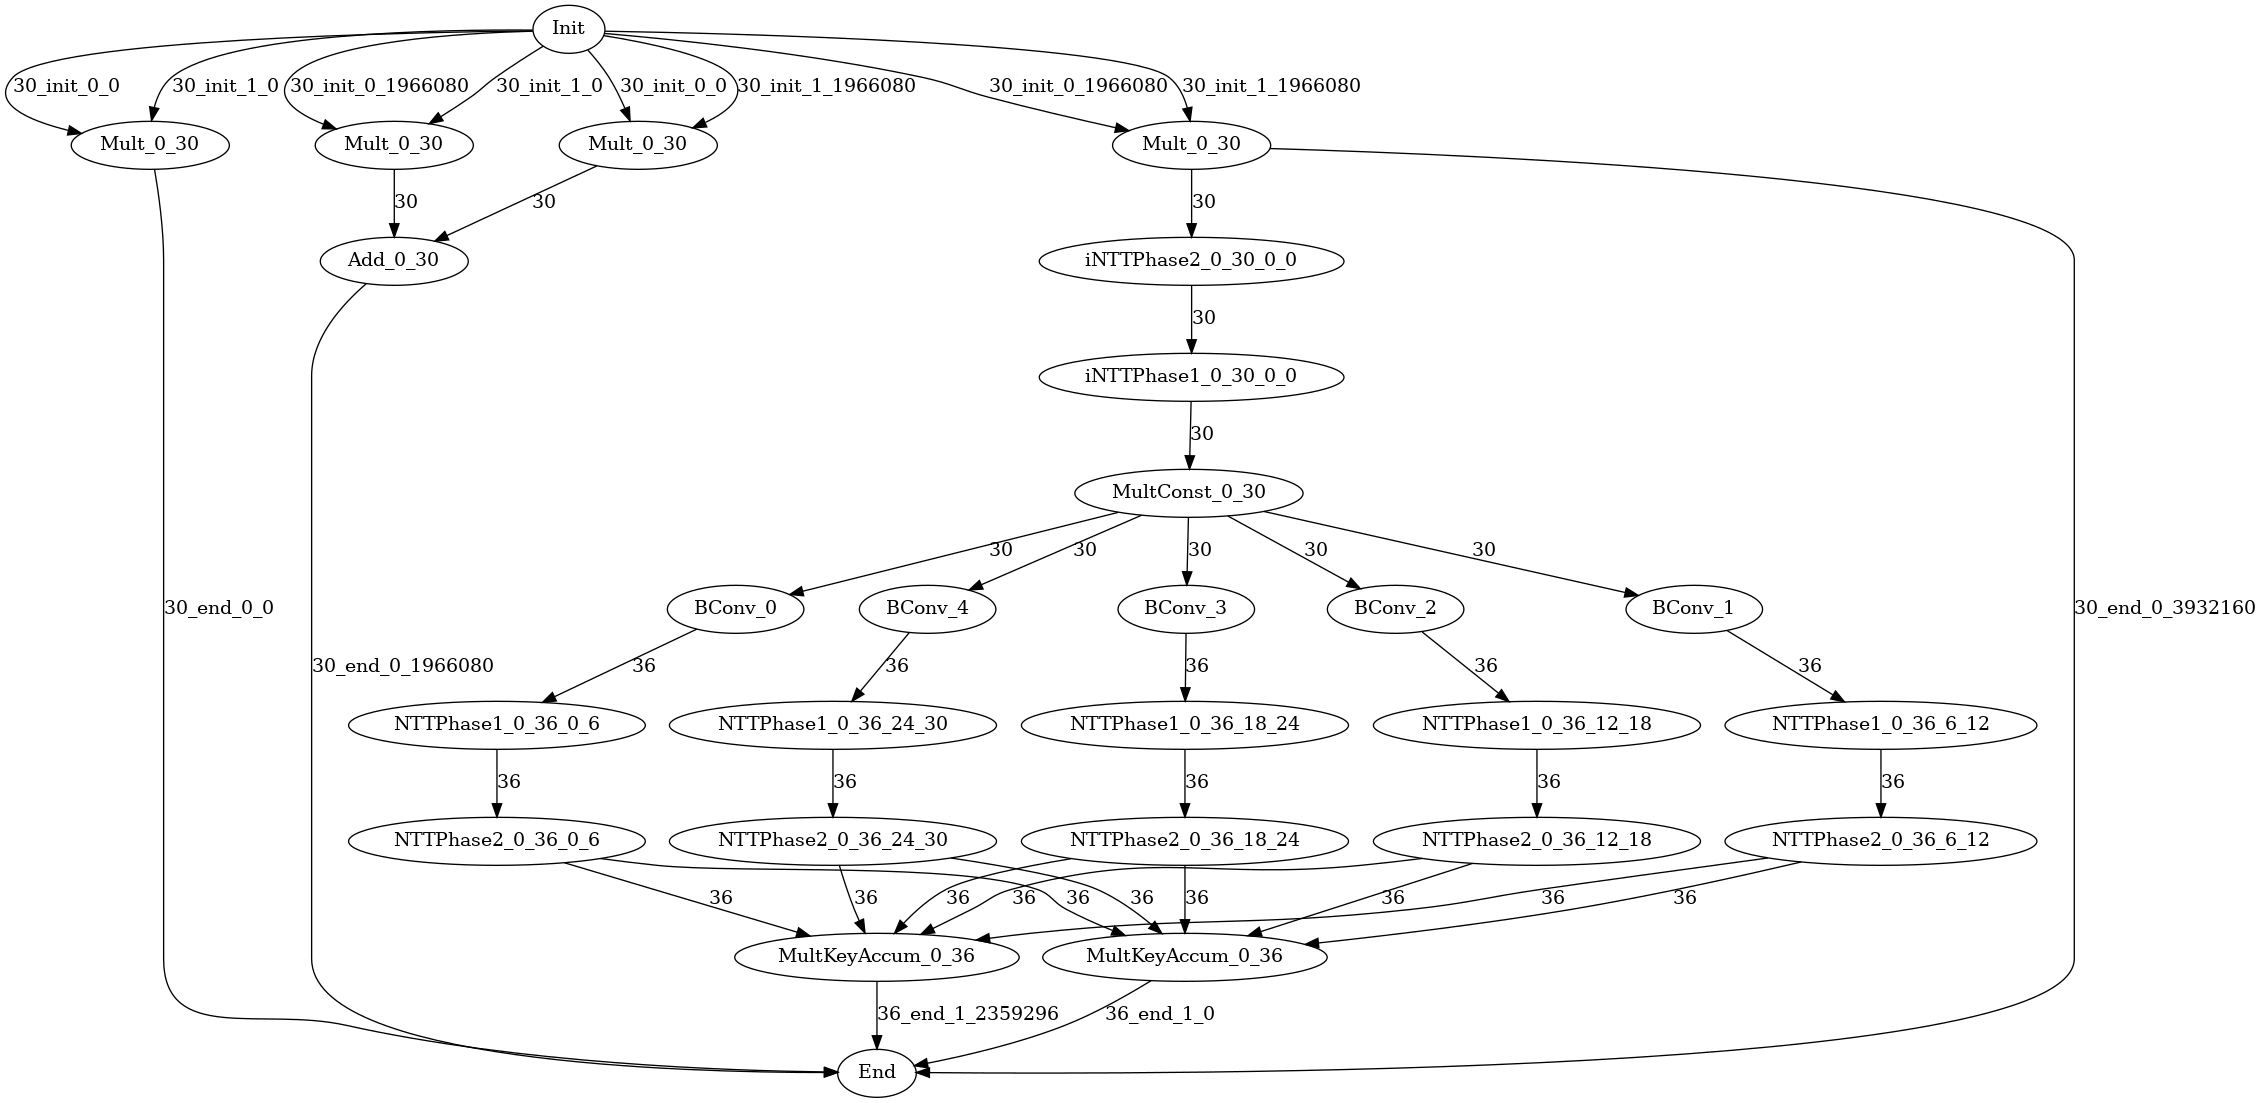 Init
30_init_0_0
30_init_1_0
30_init_0_1966080
30_init_1_0
30_init_0_0
30_init_1_1966080
30_init_0_1966080
30_init_1_1966080
Mult_0_30
Mult_0_30
Mult_0_30
Mult_0_30
30
30
30
Add_0_30
iNTTPhase2_0_30_0_0
30
iNTTPhase1_0_30_0_0
30
MultConst_0_30
30
30
30
30
30
30_end_0_0
BConv_0
BConv_4
BConv_3
BConv_2
BConv_1
30_end_0_3932160
30_end_0_1966080
36
36
36
36
36
NTTPhase1_0_36_0_6
NTTPhase1_0_36_24_30
NTTPhase1_0_36_18_24
NTTPhase1_0_36_12_18
NTTPhase1_0_36_6_12
36
36
36
36
36
NTTPhase2_0_36_0_6
NTTPhase2_0_36_24_30
NTTPhase2_0_36_18_24
NTTPhase2_0_36_12_18
NTTPhase2_0_36_6_12
36
36
36
36
36
36
36
36
36
36
MultKeyAccum_0_36
MultKeyAccum_0_36
36_end_1_2359296
36_end_1_0
End